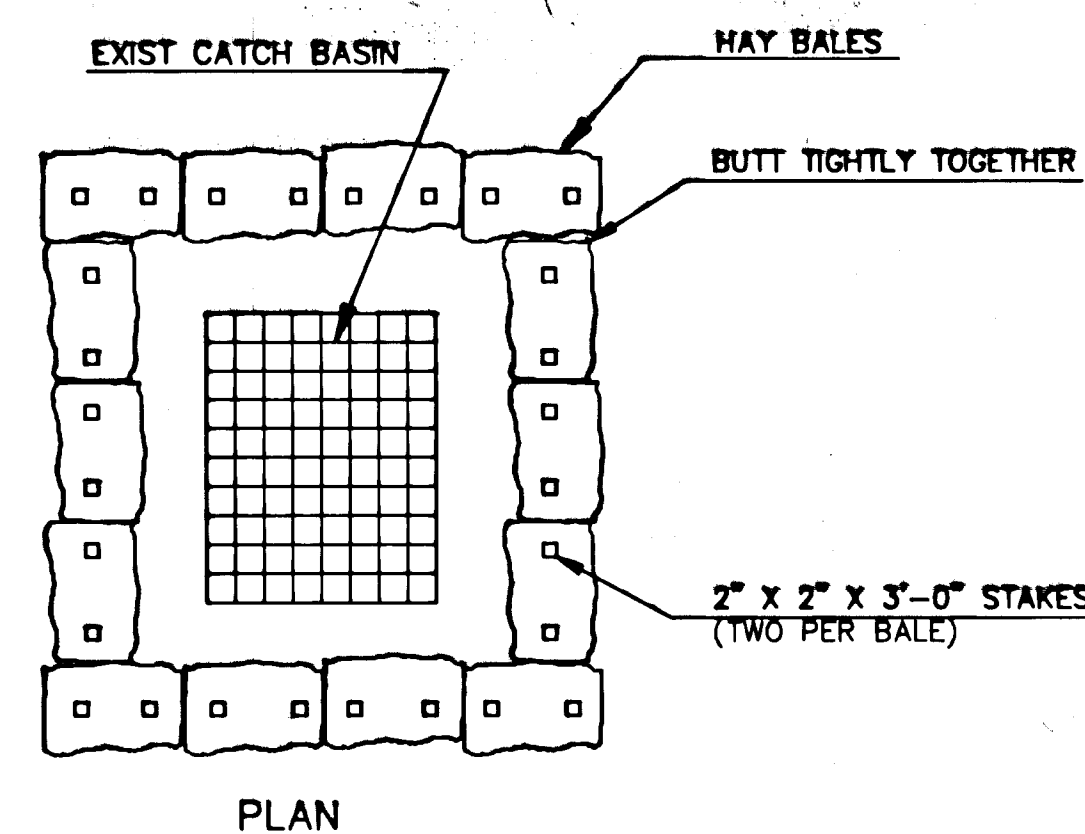 EXIST CATCH BASIN
HAY BALES
BUTT TIGHTLY TOGETHER
2" X 2" X 3'-0" STAKES
(TWO PER BALE)
PLAN